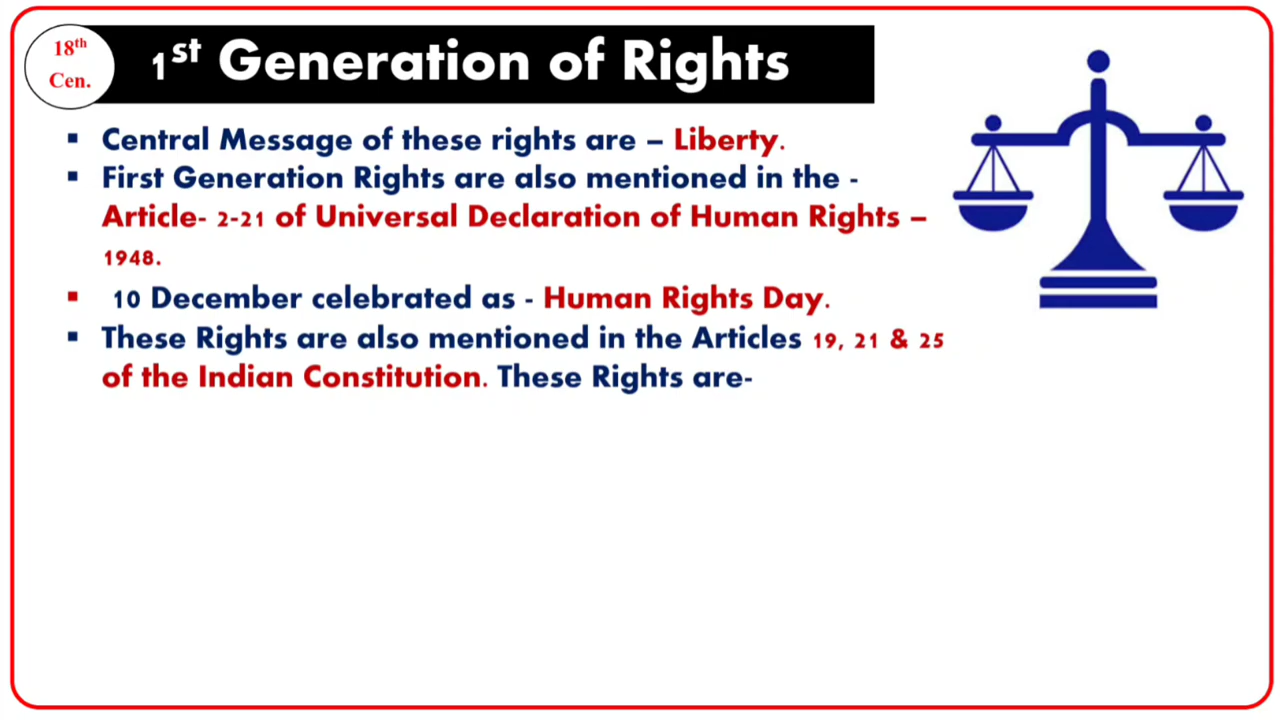 18th
Cen.
1st Generation of Rights
▪ Central Message of these rights are – Liberty.
▪ First Generation Rights are also mentioned in the -
Article- 2-21 of Universal Declaration of Human Rights –
1948.
▪ 10 December celebrated as - Human Rights Day.
▪ These Rights are also mentioned in the Articles 19, 21 & 25
of the Indian Constitution. These Rights are-